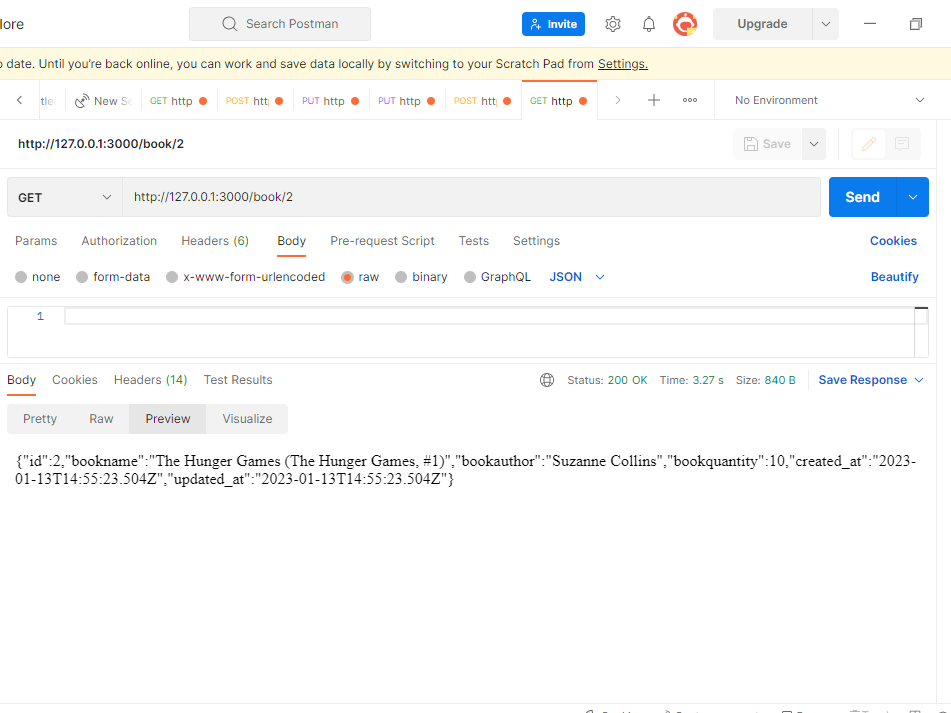 lore
Search Postman
Invite
Upgrade
date. Until you're back online, you can work and save data locally by switching to your Scratch Pad from Settings.
New
GET http
POST
PUT http
PUT http
POST
GET http
No Environment
http://127.0.0.1:3000/book/2
Save
GET
http://127.0.0.1:3000/book/2
Send
Params Authorization Headers (6) Body Pre-request Script Tests Settings Cookies
none form-data x-www-form-urlencoded raw binary GraphQL JSON Beautify
1
Body Cookies Headers (14) Test Results Status: 200 OK Time: 3.27 s Size: 840 B Save Response
Pretty Raw Preview Visualize
{"id":2,"bookname":"The Hunger Games (The Hunger Games, #1)","bookauthor":"Suzanne Collins","bookquantity":10,"created_at":"2023-
01-13T14:55:23.504Z","updated_at":"2023-01-13T14:55:23.504Z"}